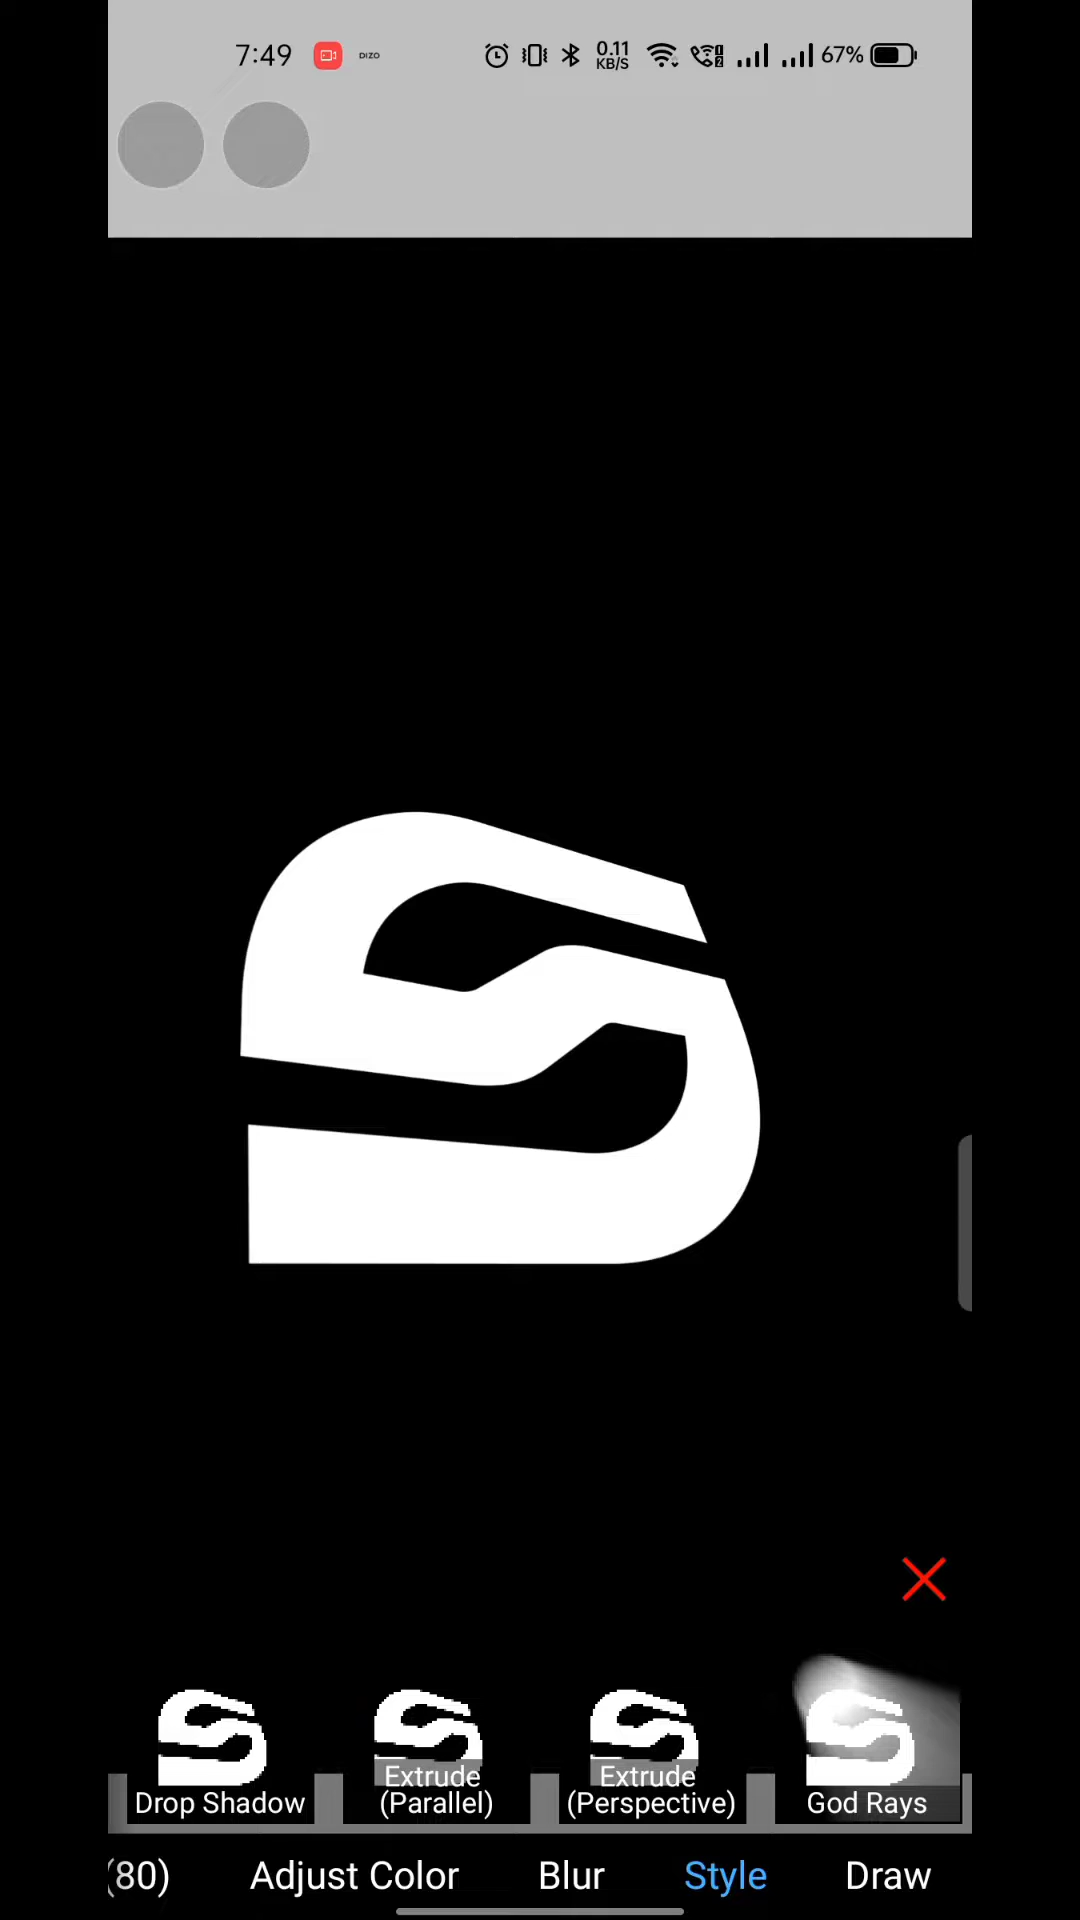 7:49 DIZO 0.11 KB/S 67%
Drop Shadow
Extrude (Parallel)
Extrude (Perspective)
God Rays
(80) Adjust Color Blur Style Draw